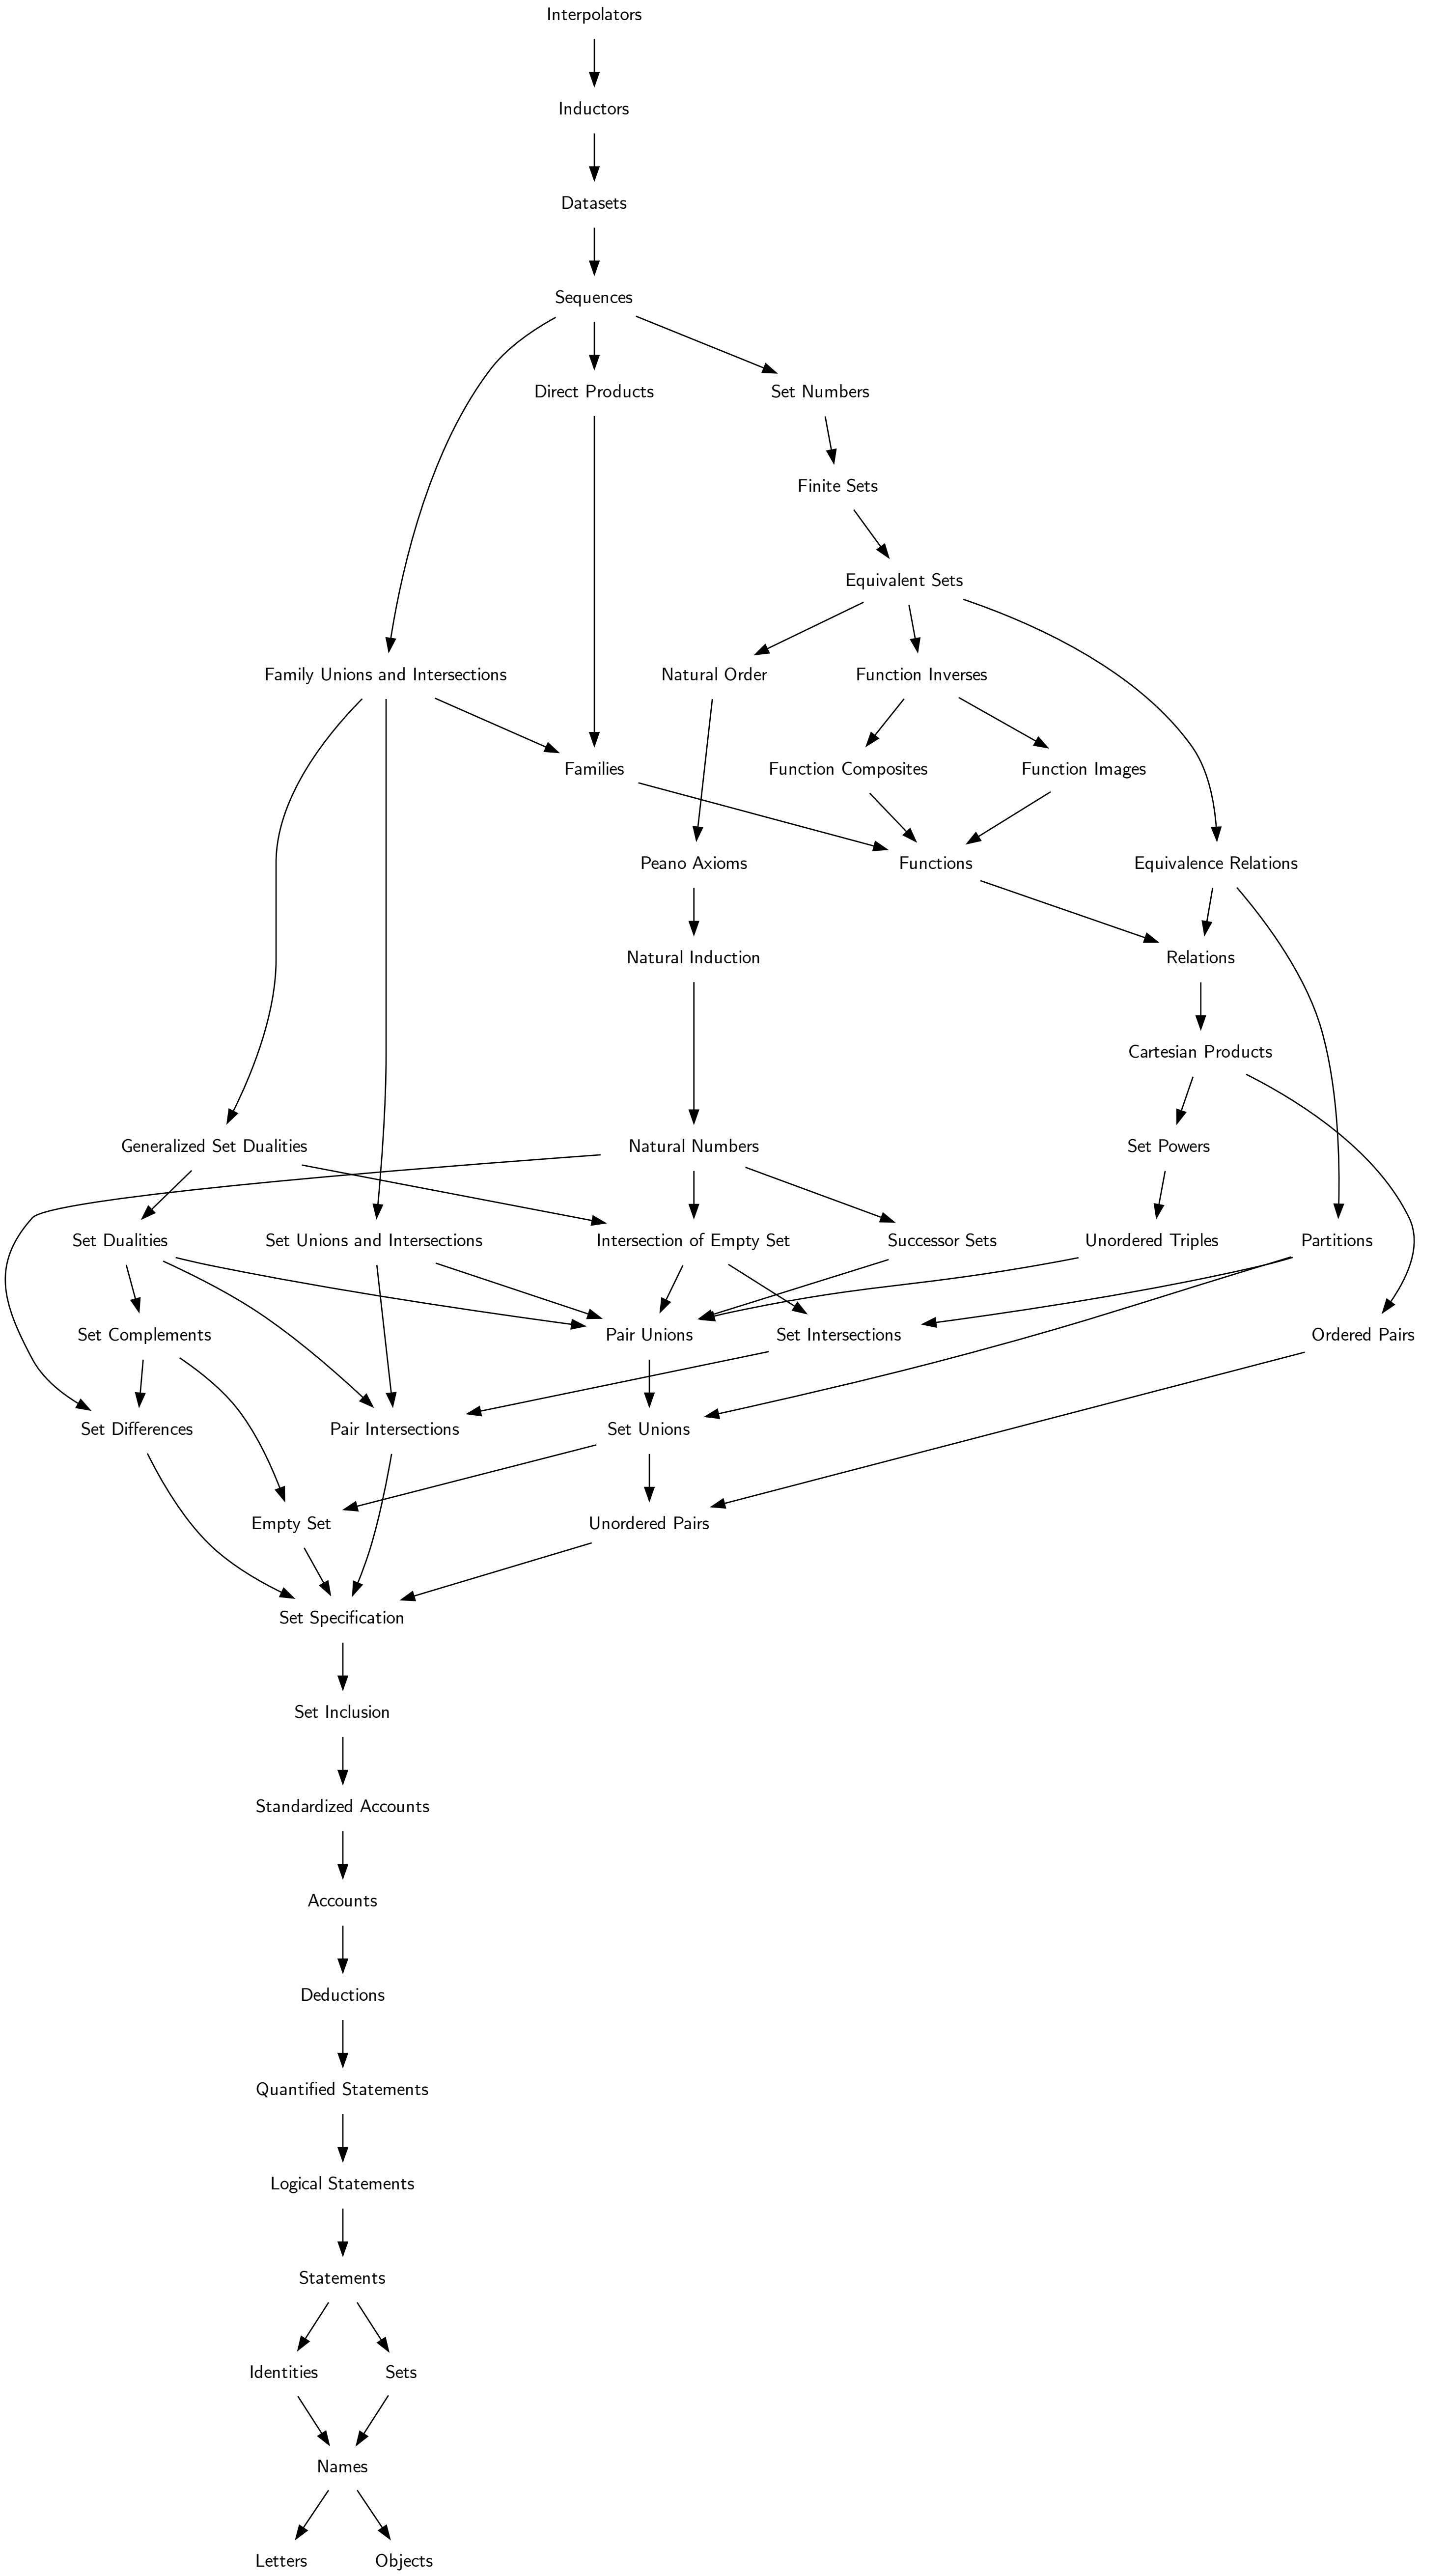 Interpolators
Inductors
Datasets
Sequences
Direct Products
Set Numbers
Finite Sets
Equivalent Sets
Family Unions and Intersections
Natural Order
Function Inverses
Families
Function Composites
Function Images
Peano Axioms
Functions
Equivalence Relations
Natural Induction
Relations
Cartesian Products
Generalized Set Dualities
Natural Numbers
Set Powers
Set Dualities
Set Unions and Intersections
Intersection of Empty Set
Successor Sets
Unordered Triples
Partitions
Set Complements
Pair Unions
Set Intersections
Ordered Pairs
Set Differences
Pair Intersections
Set Unions
Empty Set
Unordered Pairs
Set Specification
Set Inclusion
Standardized Accounts
Accounts
Deductions
Quantified Statements
Logical Statements
Statements
Identities
Sets
Names
Letters
Objects